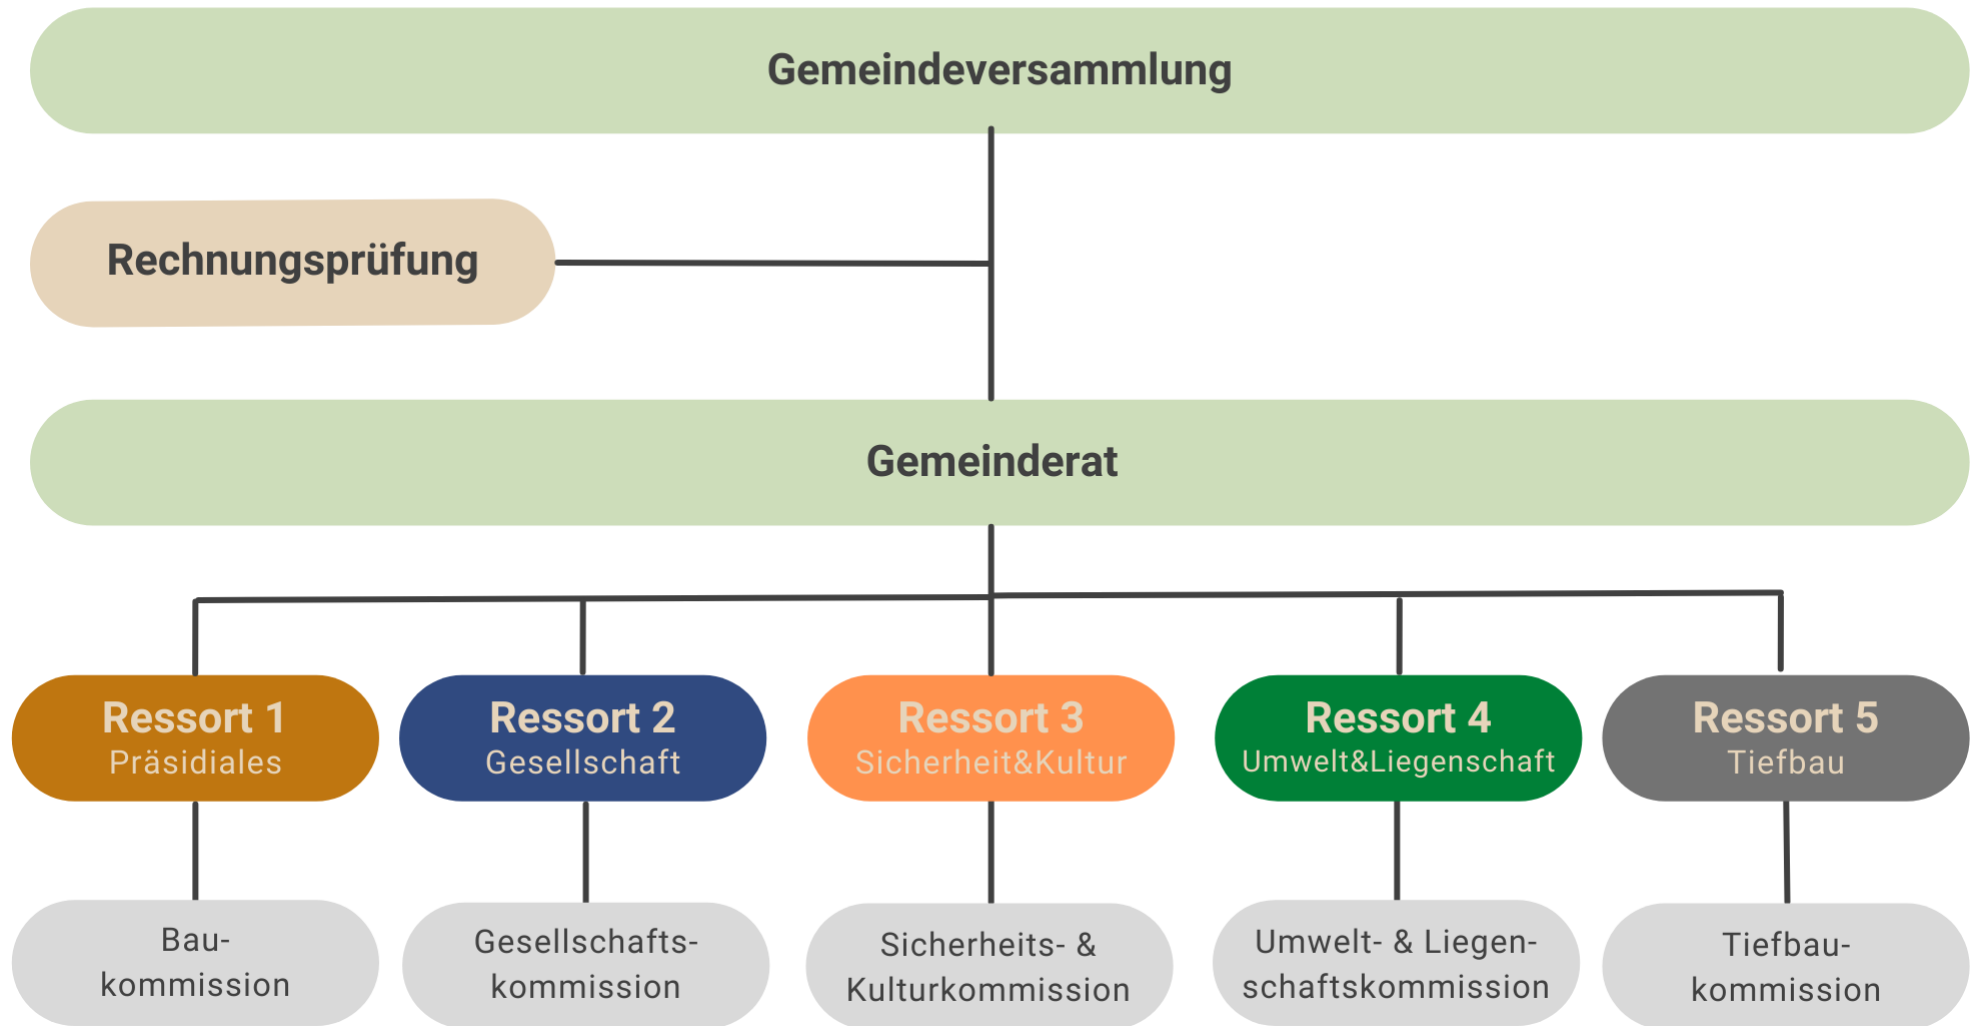 Gemeindeversammlung
Rechnungsprüfung
Gemeinderat
Ressort 1
Präsidiales
Ressort 2
Gesellschaft
Ressort 3
Sicherheit&Kultur
Ressort 4
Umwelt&Liegenschaft
Ressort 5
Tiefbau
Bau-
kommission
Gesellschafts-
kommission
Sicherheits- &
Kulturkommission
Umwelt- & Liegen-
schaftskommission
Tiefbau-
kommission